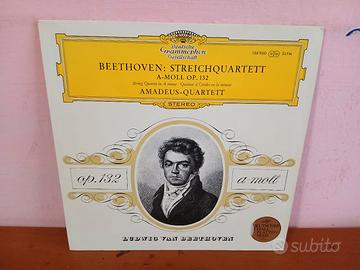 Deutsche
Grammophon
Gesellschaft
STEREO
BEETHOVEN: STREICHQUARTETT
A-MOLL OP. 132
String Quartet in A minor · Quatuor à Cordes en la mineur
AMADEUS-QUARTETT
STEREO
op. 132
a-moll
LUDWIG VAN BEETHOVEN
subito